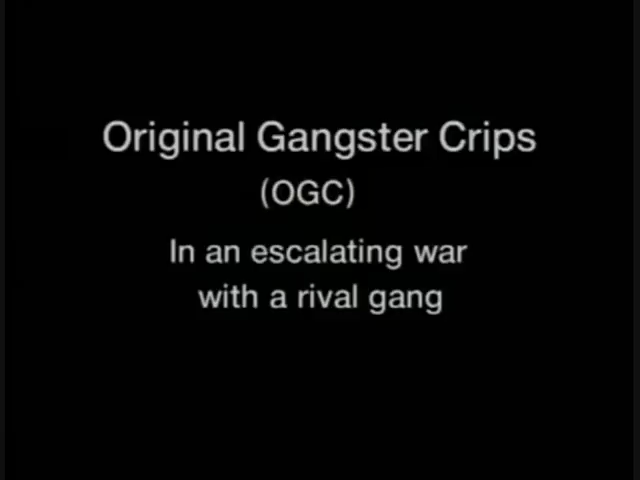 Original Gangster Crips
(OGC)
In an escalating war
with a rival gang